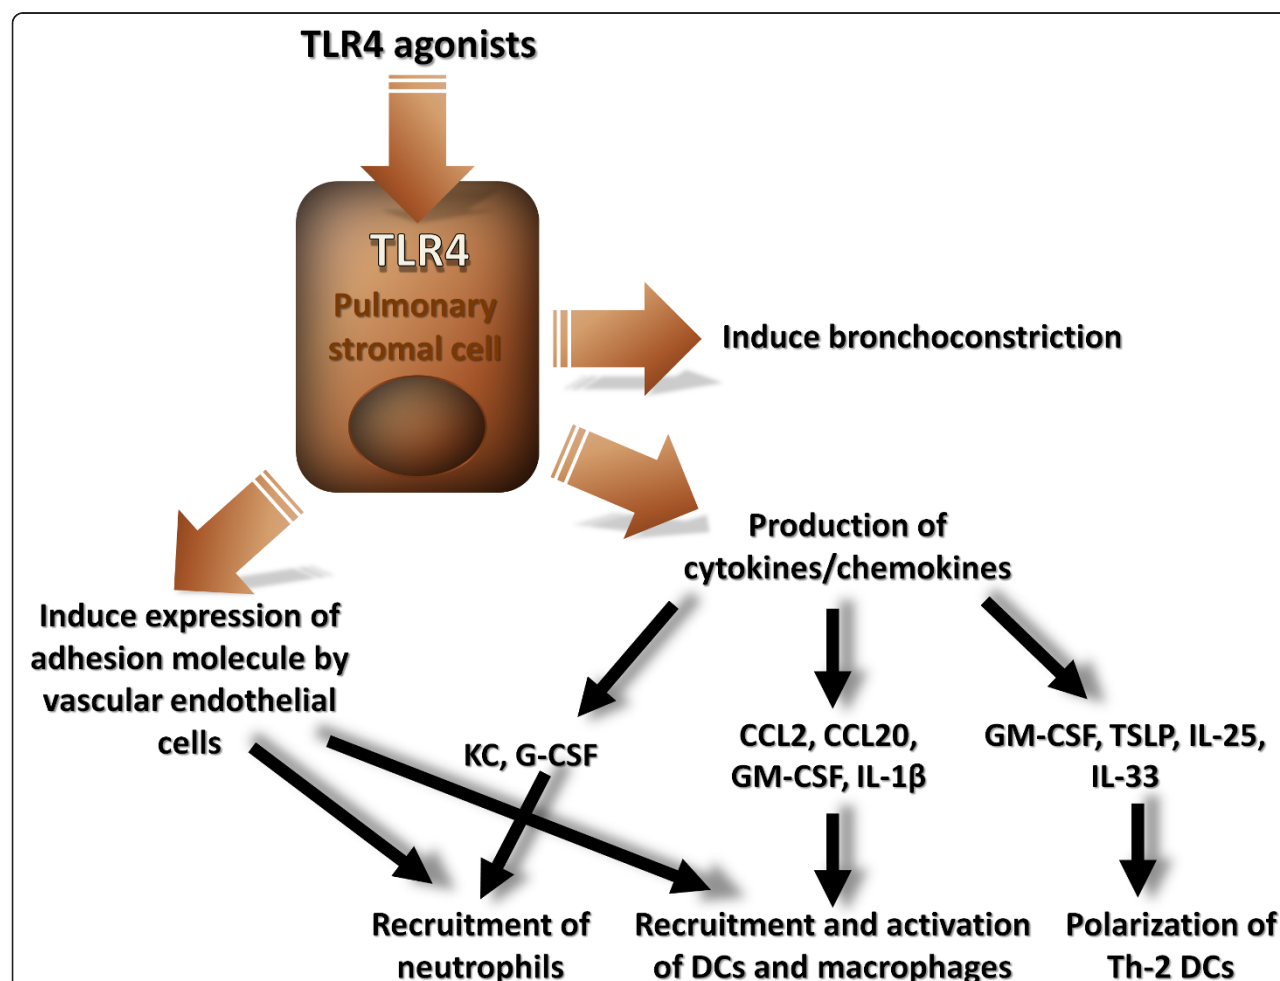 TLR4 agonists
TLR4
Pulmonary
stromal cell
Induce bronchoconstriction
Production of
cytokines/chemokines
Induce expression of
adhesion molecule by
vascular endothelial
cells
KC, G-CSF
CCL2, CCL20,
GM-CSF, IL-1β
GM-CSF, TSLP, IL-25,
IL-33
Recruitment of
neutrophils
Recruitment and activation
of DCs and macrophages
Polarization of
Th-2 DCs